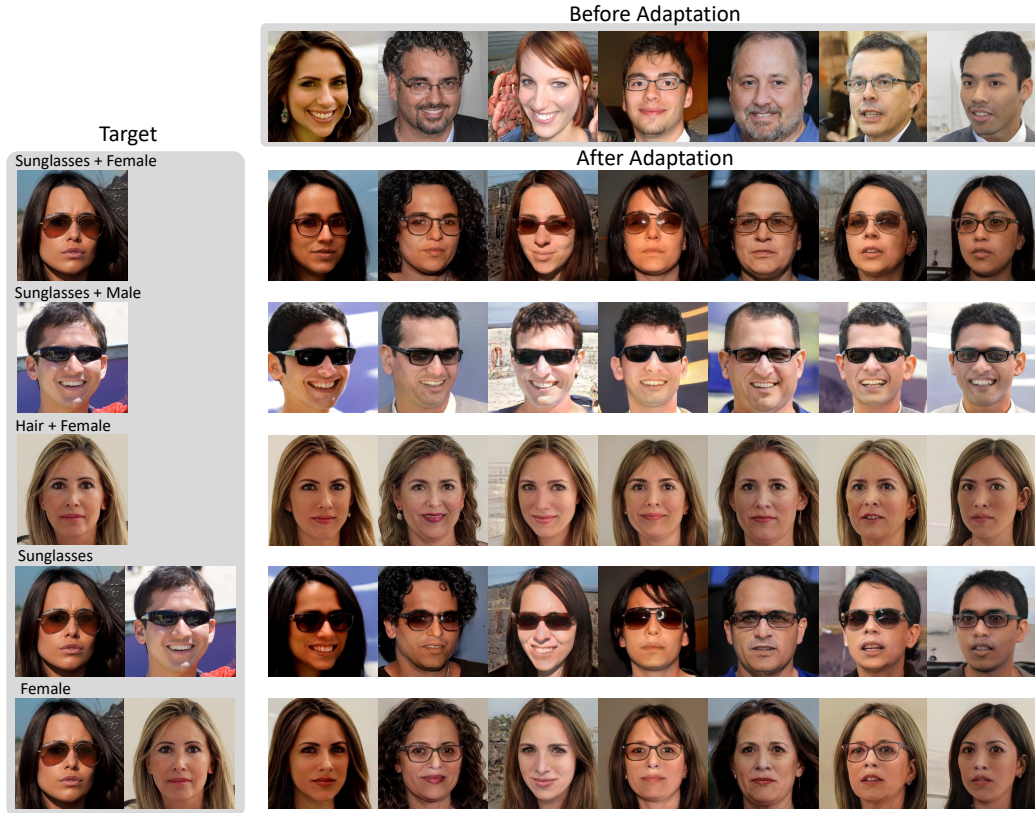 Before Adaptation
Target
After Adaptation
Sunglasses + Female
Sunglasses + Male
Hair + Female
Sunglasses
Female